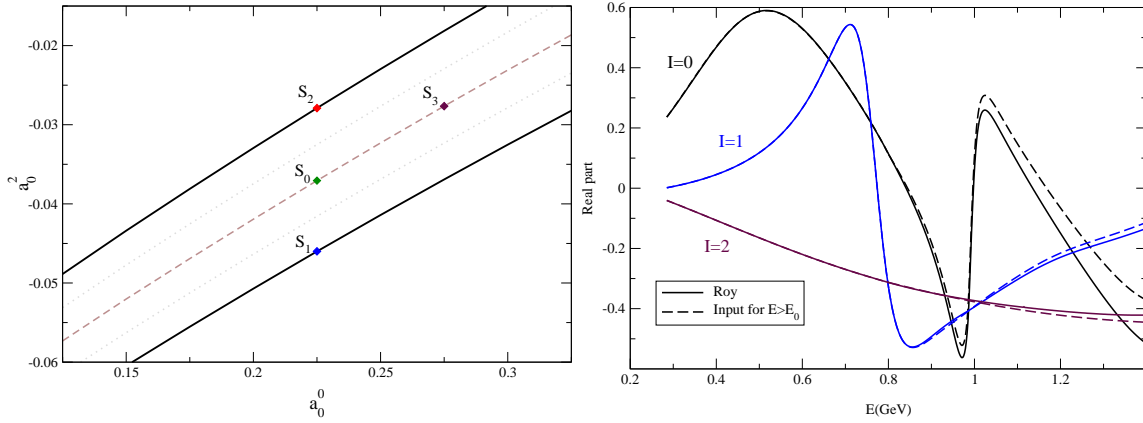 -0.015
-0.02
-0.03
-0.04
-0.05
-0.06
a_0^2
S_2
S_3
S_0
S_1
0.15
0.2
0.25
0.3
a_0^0
0.6
0.4
0.2
0
-0.2
-0.4
Real part
I=0
I=1
I=2
Roy
Input for E>E_0
0.2
0.4
0.6
0.8
1
1.2
E(GeV)